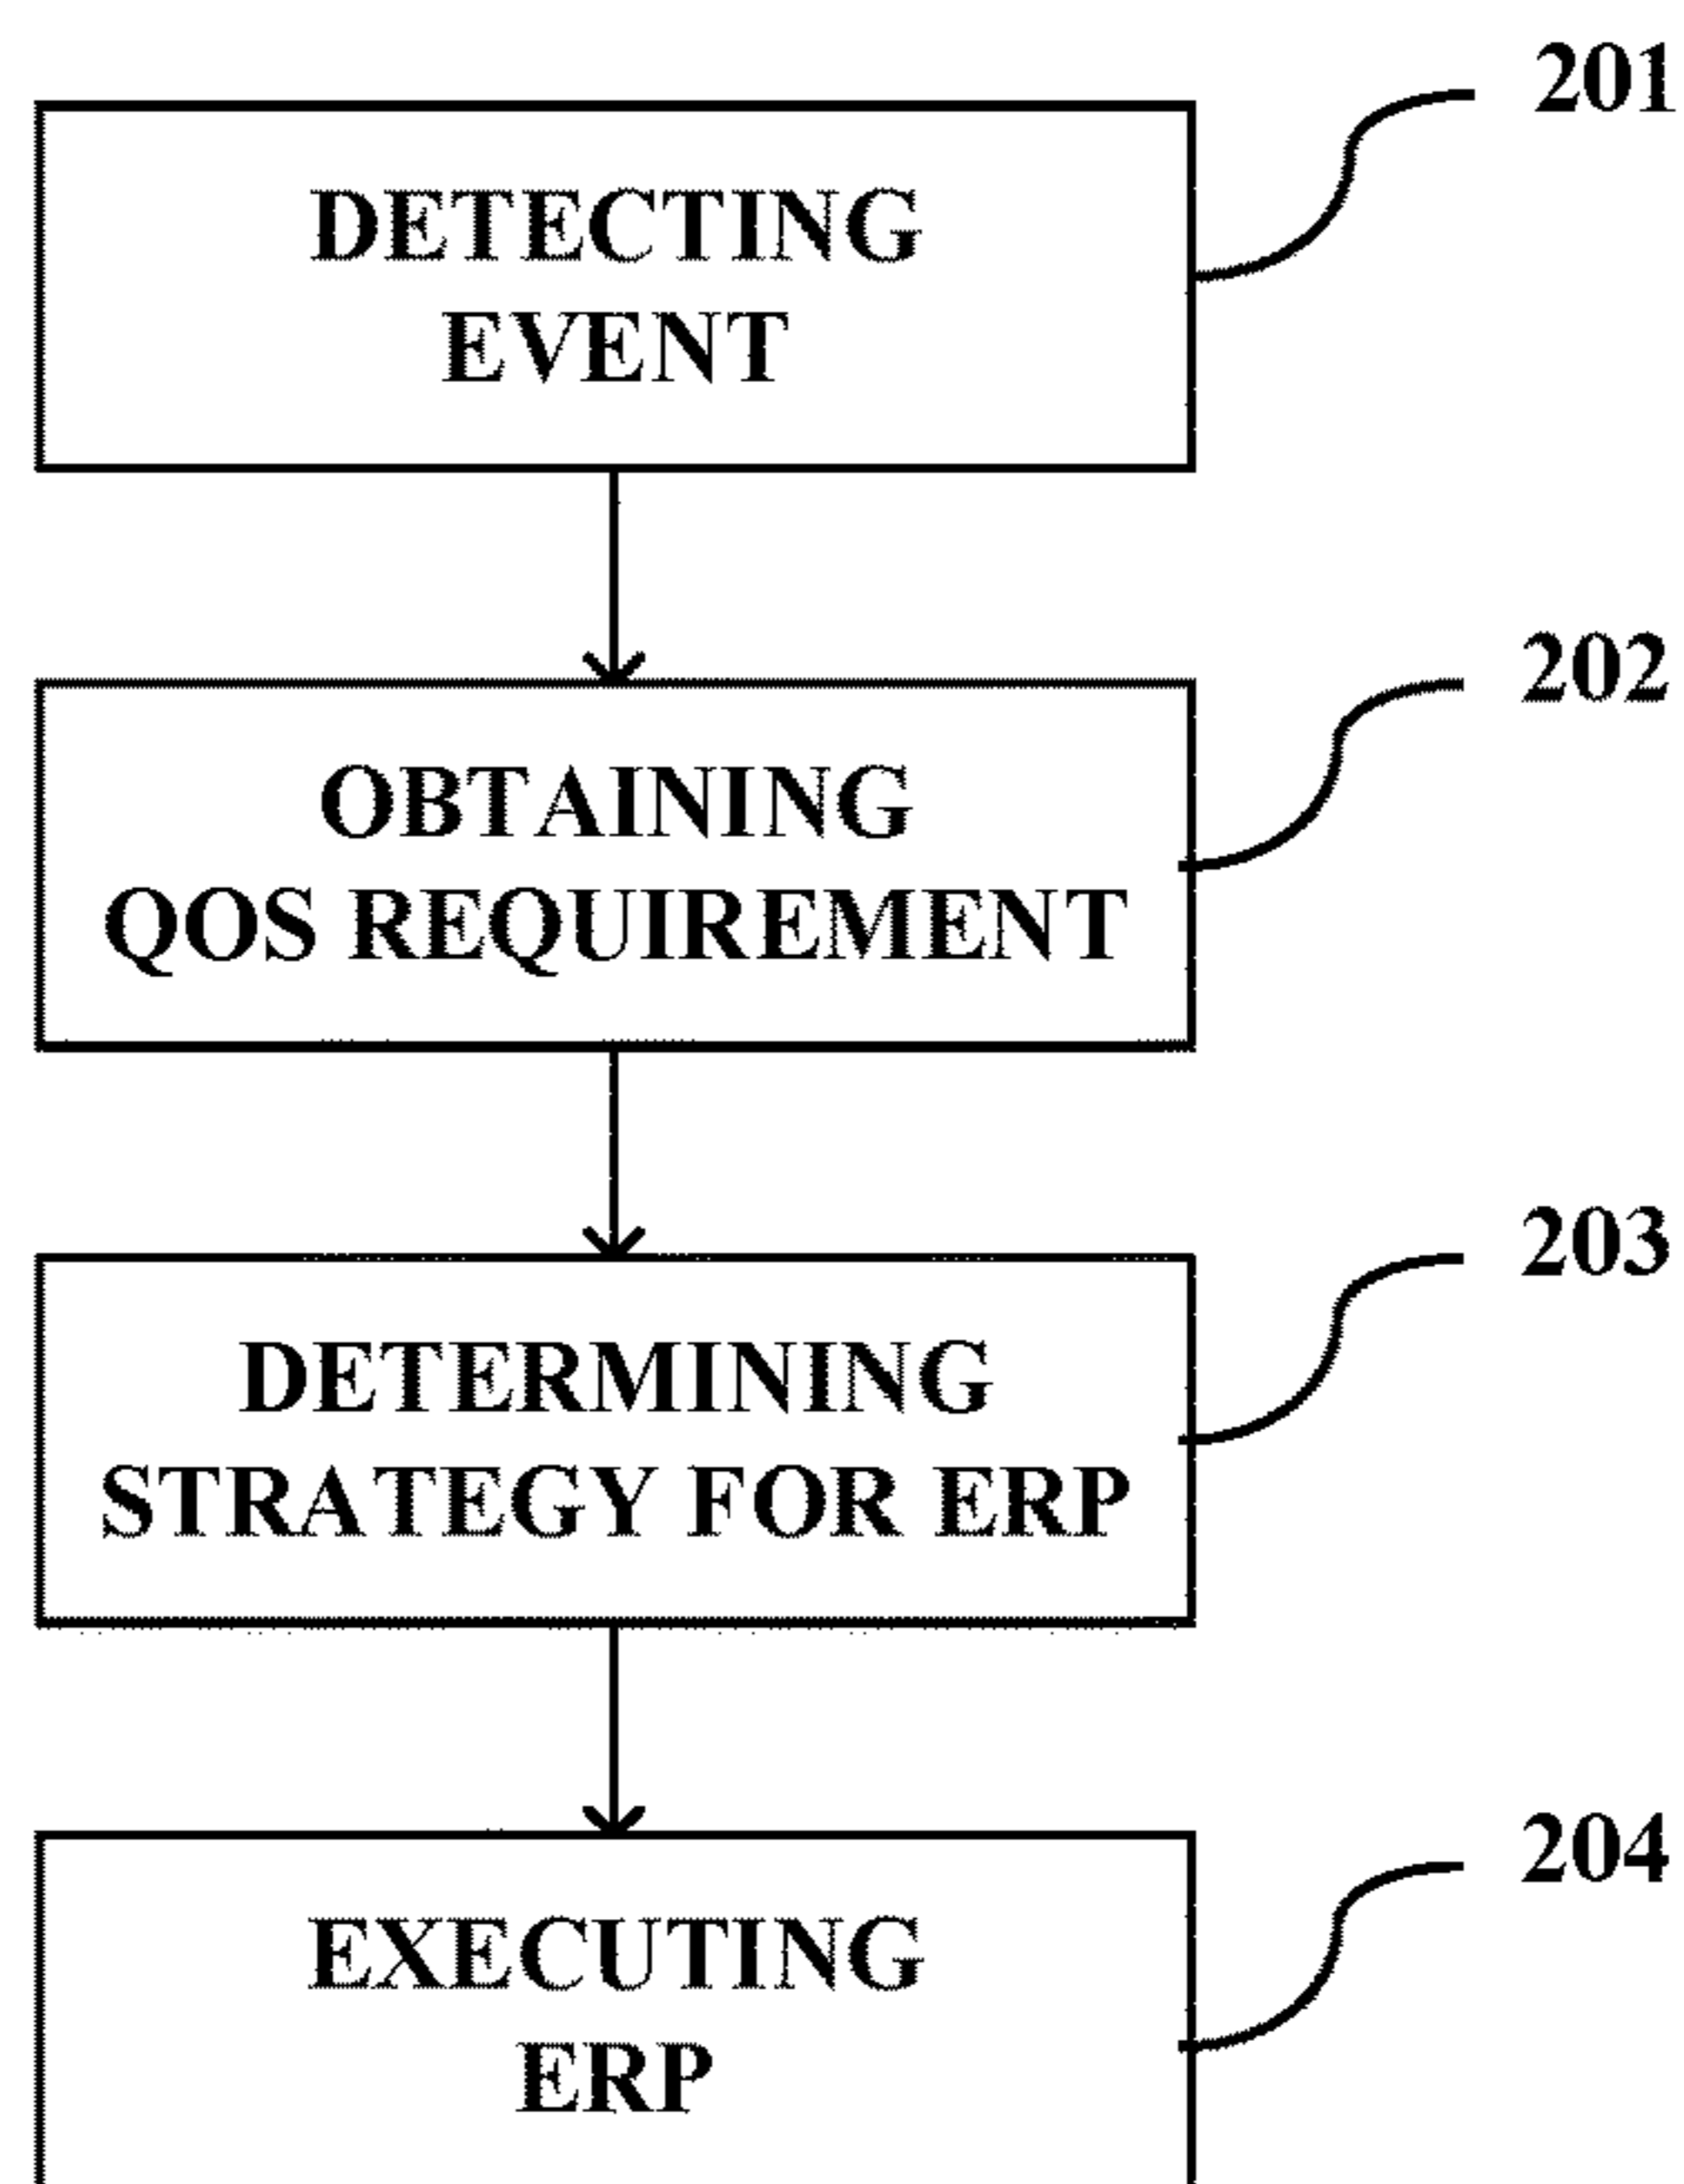 201
DETECTING
EVENT
202
OBTAINING
QOS REQUIREMENT
203
DETERMINING
STRATEGY FOR ERP
204
EXECUTING
ERP